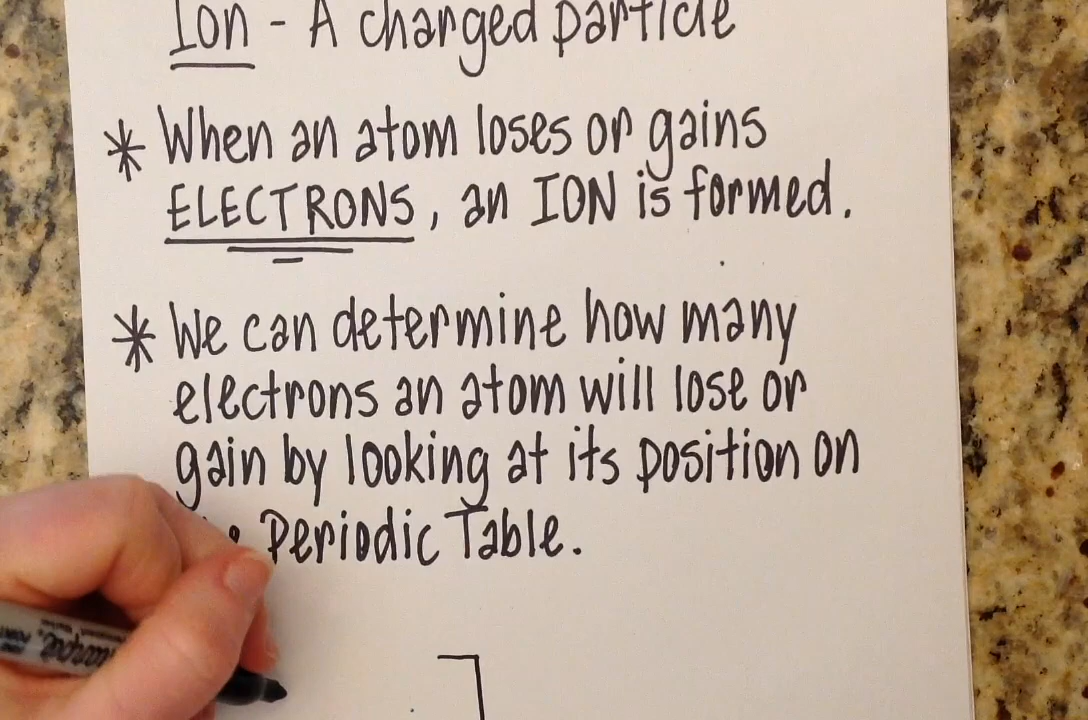 Ion - A charged particle
* When an atom loses or gains
ELECTRONS, an ION is formed.
* We can determine how many
electrons an atom will lose or
gain by looking at its position on
Periodic Table.
Sharpie